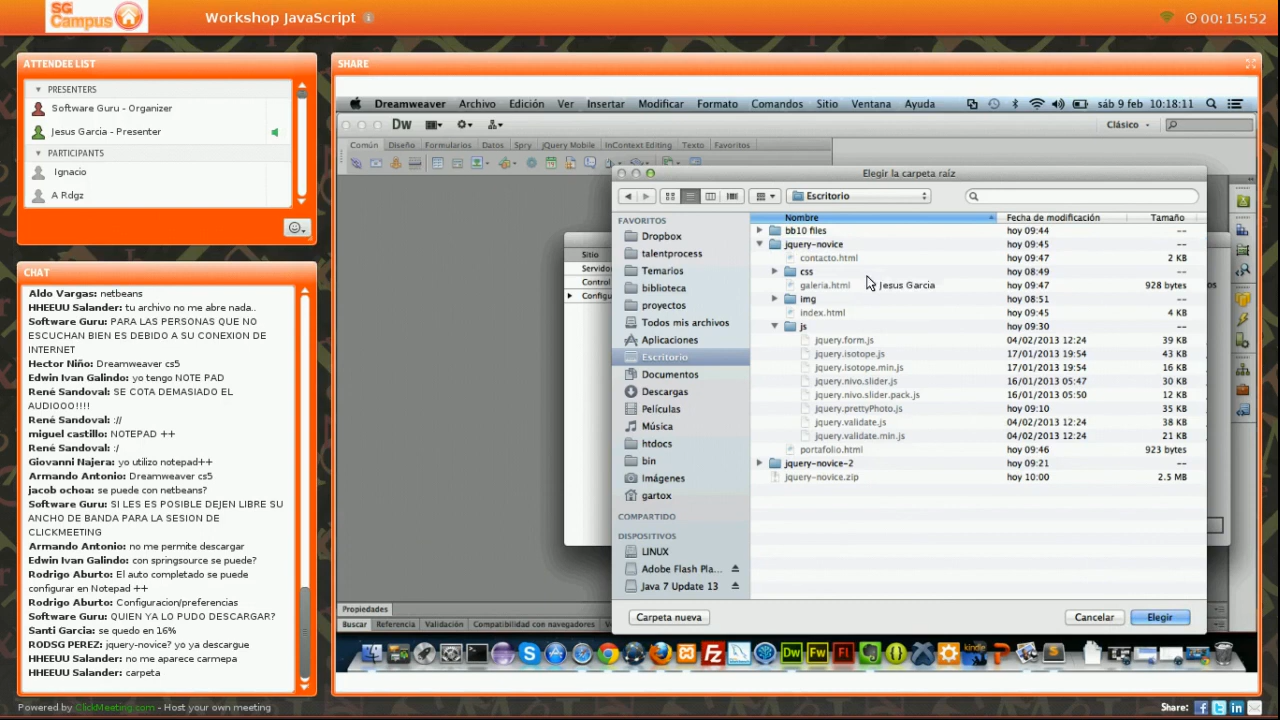 SG Campus
Workshop JavaScript
00:15:52
ATTENDEE LIST
PRESENTERS
Software Guru - Organizer
Jesus Garcia - Presenter
PARTICIPANTS
Ignacio
A Rdgz
CHAT
Aldo Vargas: netbeans
HHEEUU Salander: tu archivo no me abre nada..
Software Guru: PARA LAS PERSONAS QUE NO
ESCUCHAN BIEN ES DEBIDO A SU CONEXION DE
INTERNET
Hector Niño: Dreamweaver cs5
Edwin Ivan Galindo: yo tengo NOTE PAD
René Sandoval: SE COTA DEMASIADO EL
AUDIOOO!!!!
René Sandoval: ://
miguel castillo: NOTEPAD ++
René Sandoval: :/
Giovanni Najera: yo utilizo notepad++
Armando Antonio: Dreamweaver cs5
jacob ochoa: se puede con netbeans?
Software Guru: SI LES ES POSIBLE DEJEN LIBRE SU
ANCHO DE BANDA PARA LA SESION DE
CLICKMEETING
Armando Antonio: no me permite descargar
Edwin Ivan Galindo: con springsource se puede?
Rodrigo Aburto: El auto completado se puede
configurar en Notepad ++
Rodrigo Aburto: Configuracion/preferencias
Software Guru: QUIEN YA LO PUDO DESCARGAR?
Santi Garcia: se quedo en 16%
RODSG PEREZ: jquery-novice? yo ya descargue
HHEEUU Salander: no me aparece carmepa
HHEEUU Salander: carpeta
Powered by ClickMeeting.com - Host your own meeting
SHARE
Dreamweaver Archivo Edición Ver Insertar Modificar Formato Comandos Sitio Ventana Ayuda sáb 9 feb 10:18:11
Dw Clásico
Común Diseño Formularios Datos Spry jQuery Mobile InContext Editing Texto Favoritos
Sitio
Servido
Control
Configu
os
Elegir la carpeta raíz
Escritorio
FAVORITOS
Dropbox
talentprocess
Temarios
biblioteca
proyectos
Todos mis archivos
Aplicaciones
Escritorio
Documentos
Descargas
Películas
Música
htdocs
bin
Imágenes
gartox
COMPARTIDO
DISPOSITIVOS
LINUX
Adobe Flash Pla...
Java 7 Update 13
Nombre Fecha de modificación Tamaño
bb10 files hoy 09:44 --
jquery-novice hoy 09:45 --
contacto.html hoy 09:47 2 KB
css hoy 08:49 --
galeria.html hoy 09:47 928 bytes
Jesus Garcia
img hoy 08:51 --
index.html hoy 09:45 4 KB
js hoy 09:30 --
jquery.form.js 04/02/2013 12:24 39 KB
jquery.isotope.js 17/01/2013 19:54 43 KB
jquery.isotope.min.js 17/01/2013 19:54 16 KB
jquery.nivo.slider.js 16/01/2013 05:47 30 KB
jquery.nivo.slider.pack.js 16/01/2013 05:50 12 KB
jquery.prettyPhoto.js hoy 09:10 35 KB
jquery.validate.js 04/02/2013 12:24 38 KB
jquery.validate.min.js 04/02/2013 12:24 21 KB
portafolio.html hoy 09:46 923 bytes
jquery-novice-2 hoy 09:21 --
jquery-novice.zip hoy 10:00 2.5 MB
Carpeta nueva Cancelar Elegir
Propiedades
Buscar Referencia Validación Compatibilidad con navegadores
Dw Fw Fl kindle S
Share: